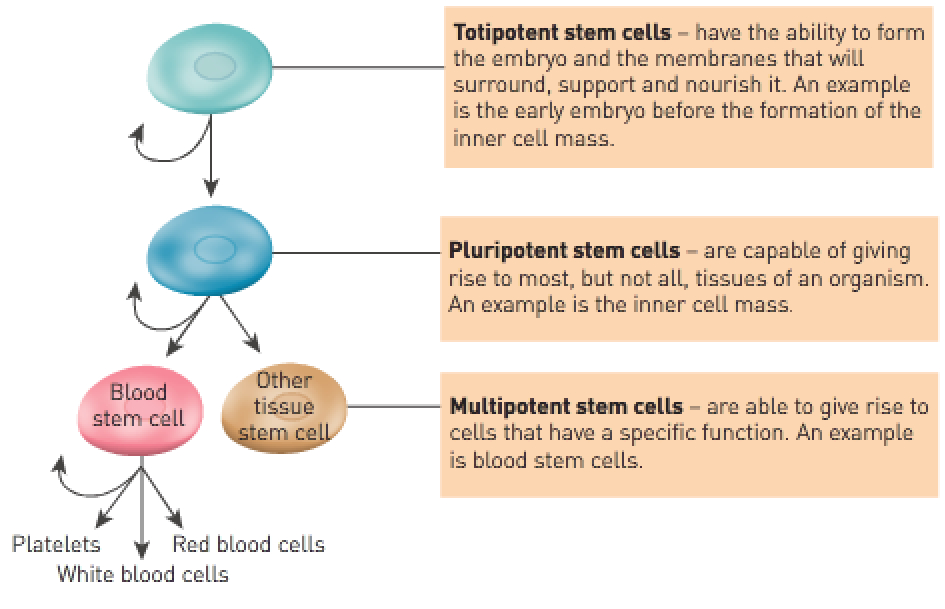 Totipotent stem cells – have the ability to form
the embryo and the membranes that will
surround, support and nourish it. An example
is the early embryo before the formation of the
inner cell mass.
Pluripotent stem cells – are capable of giving
rise to most, but not all, tissues of an organism.
An example is the inner cell mass.
Blood
stem cell
Other
tissue
stem cell
Multipotent stem cells – are able to give rise to
cells that have a specific function. An example
is blood stem cells.
Platelets
Red blood cells
White blood cells